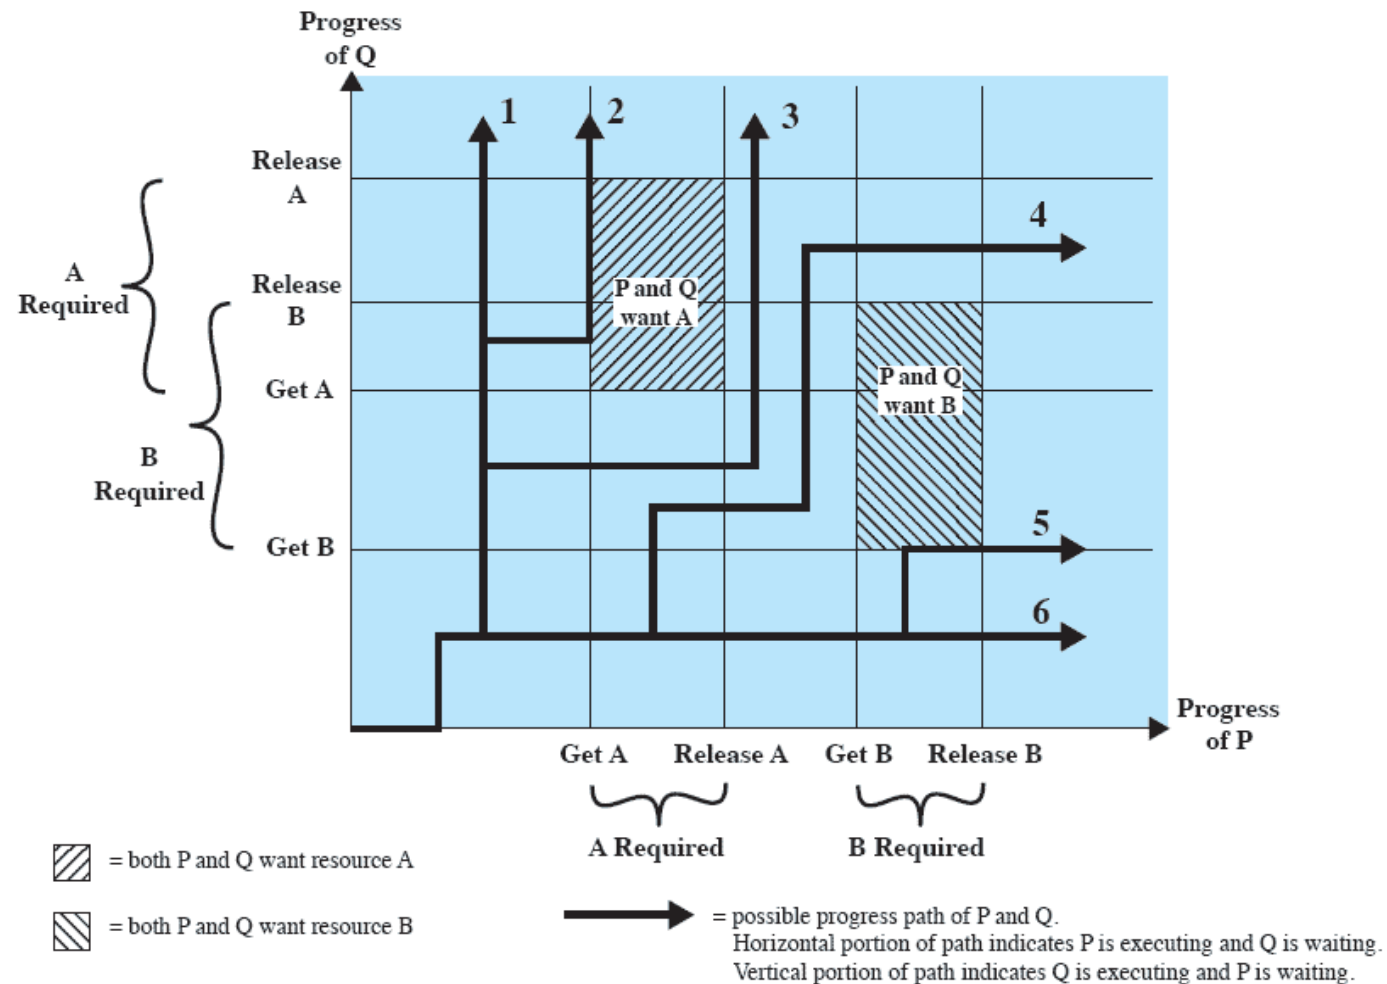 Progress
of Q
1
2
3
Release
A
4
A
Required
Release
B
P and Q
want A
Get A
P and Q
want B
B
Required
Get B
5
6
Progress
of P
Get A
Release A
Get B
Release B
A Required
B Required
= both P and Q want resource A
= both P and Q want resource B
= possible progress path of P and Q.
Horizontal portion of path indicates P is executing and Q is waiting.
Vertical portion of path indicates Q is executing and P is waiting.